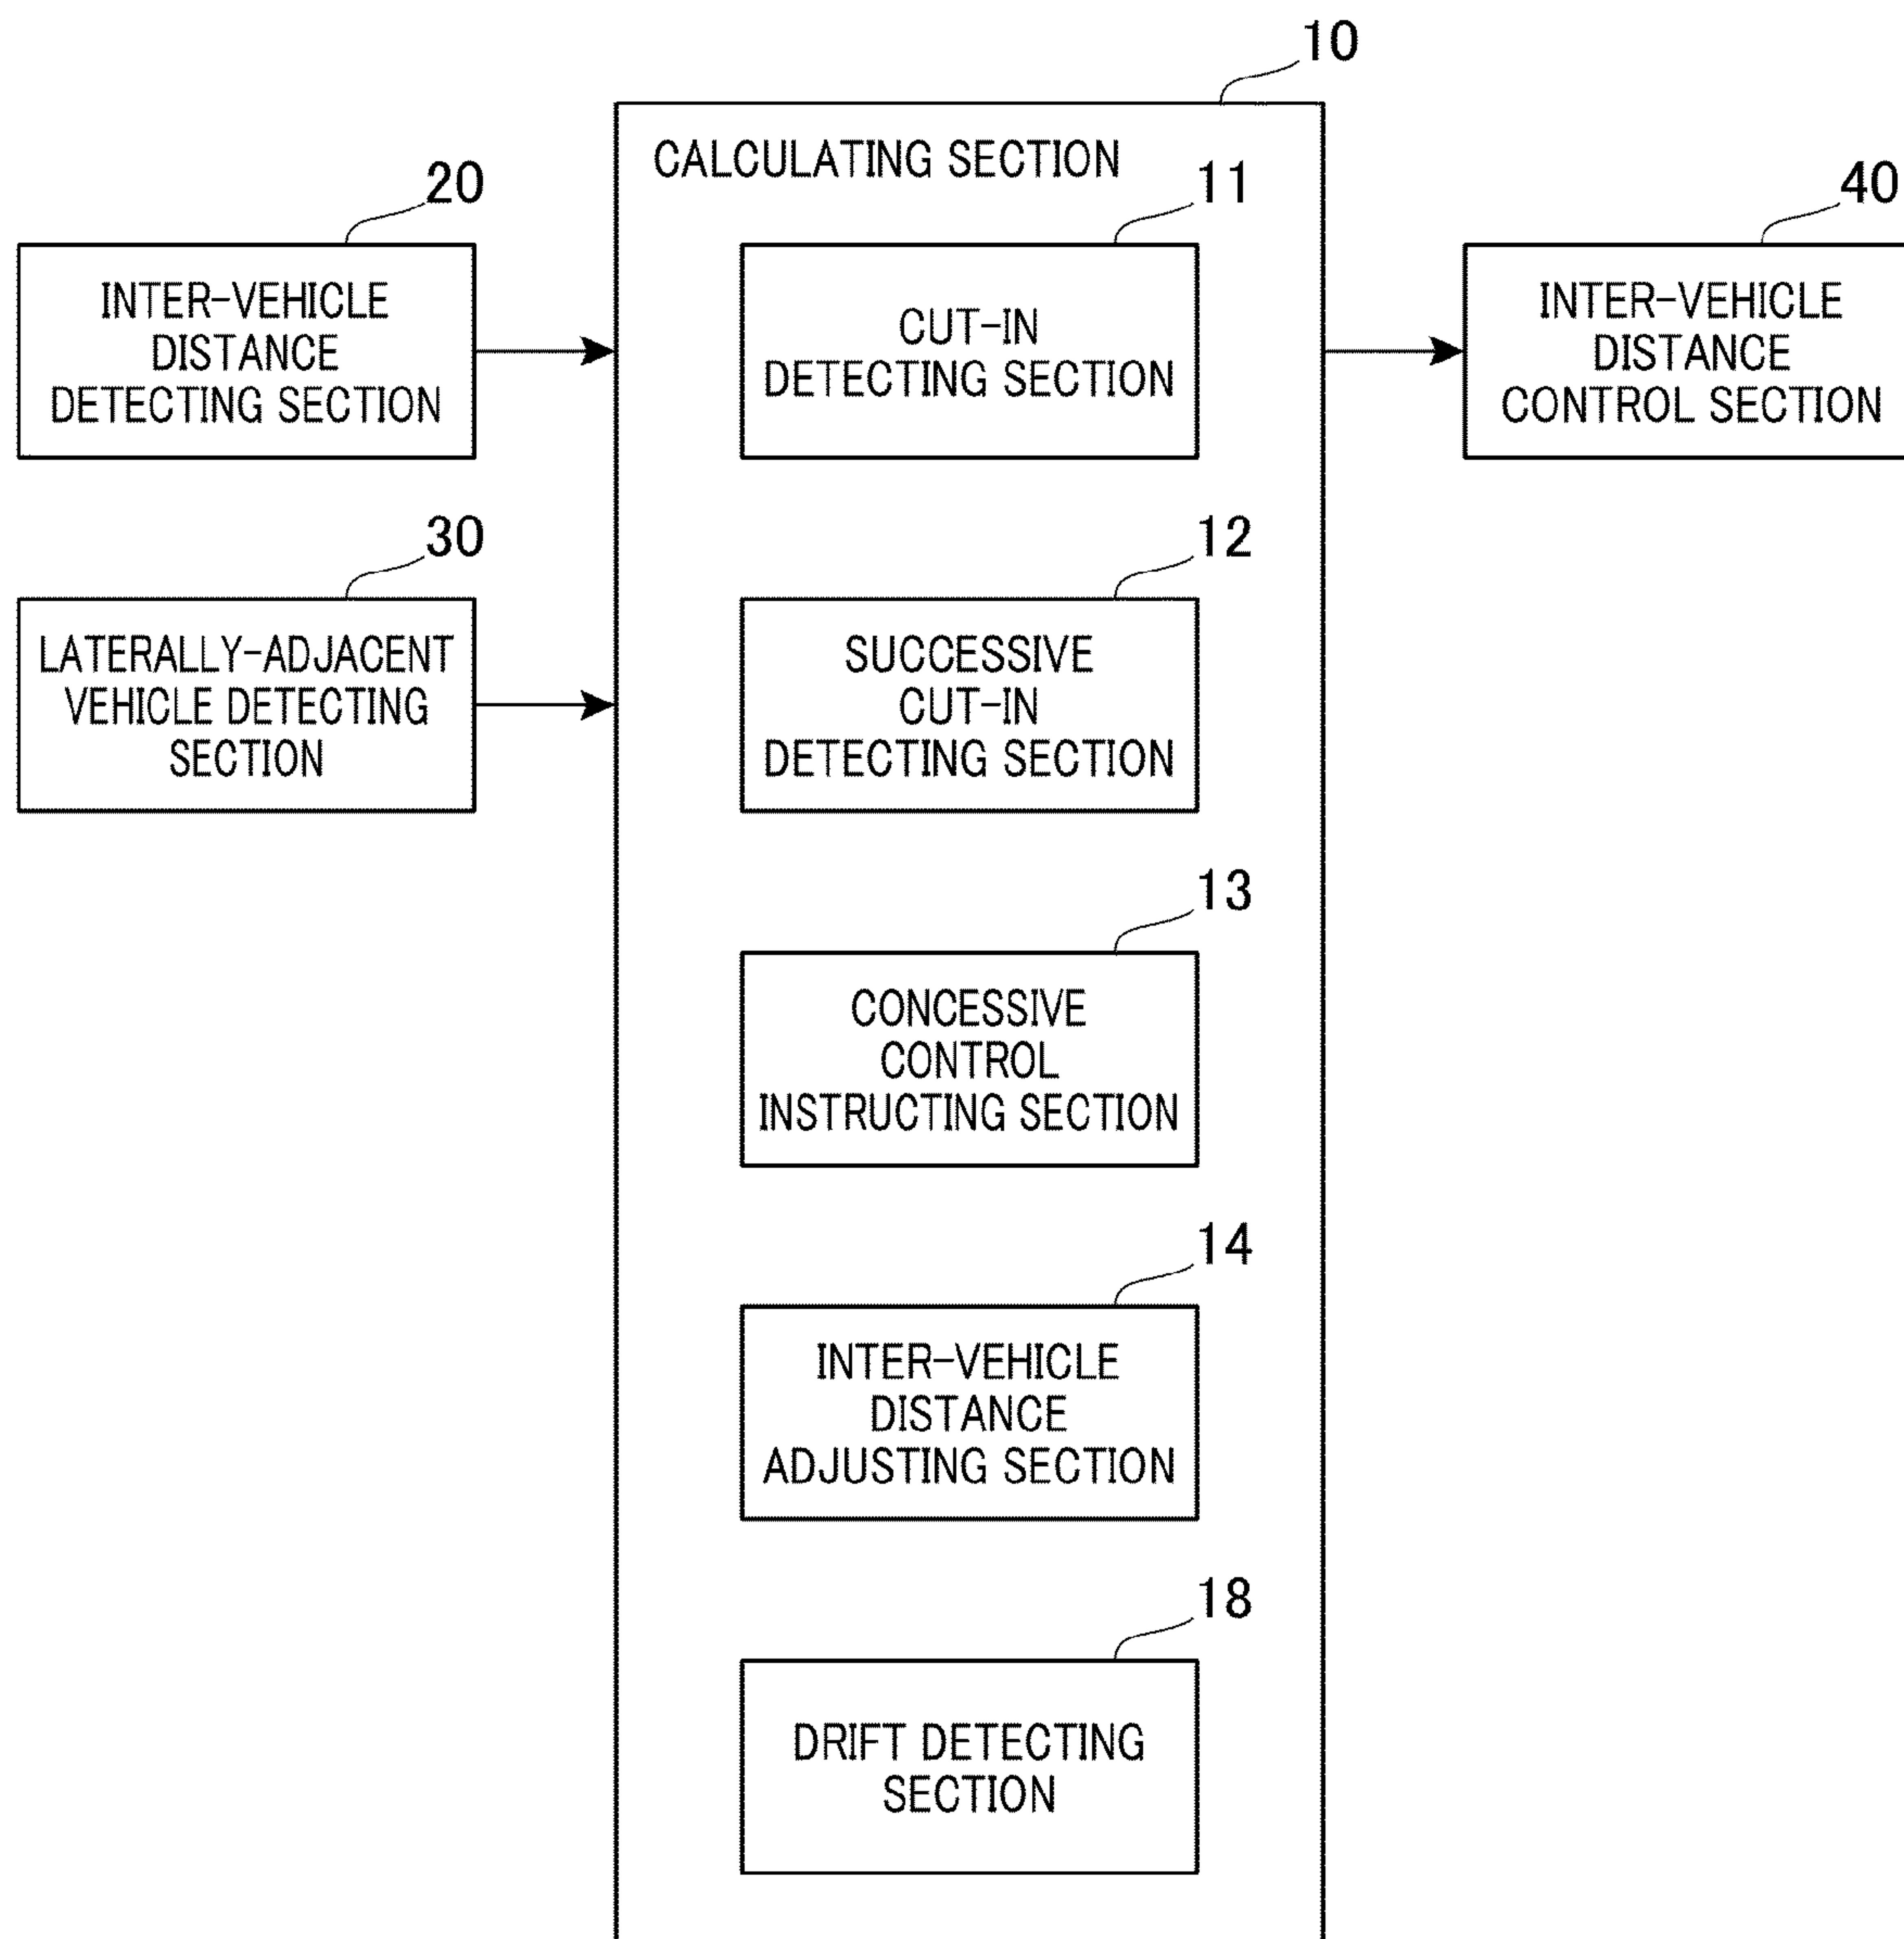 10
CALCULATING SECTION
20
INTER-VEHICLE
DISTANCE
DETECTING SECTION
30
LATERALLY-ADJACENT
VEHICLE DETECTING
SECTION
11
CUT-IN
DETECTING SECTION
12
SUCCESSIVE
CUT-IN
DETECTING SECTION
13
CONCESSIVE
CONTROL
INSTRUCTING SECTION
14
INTER-VEHICLE
DISTANCE
ADJUSTING SECTION
18
DRIFT DETECTING
SECTION
40
INTER-VEHICLE
DISTANCE
CONTROL SECTION